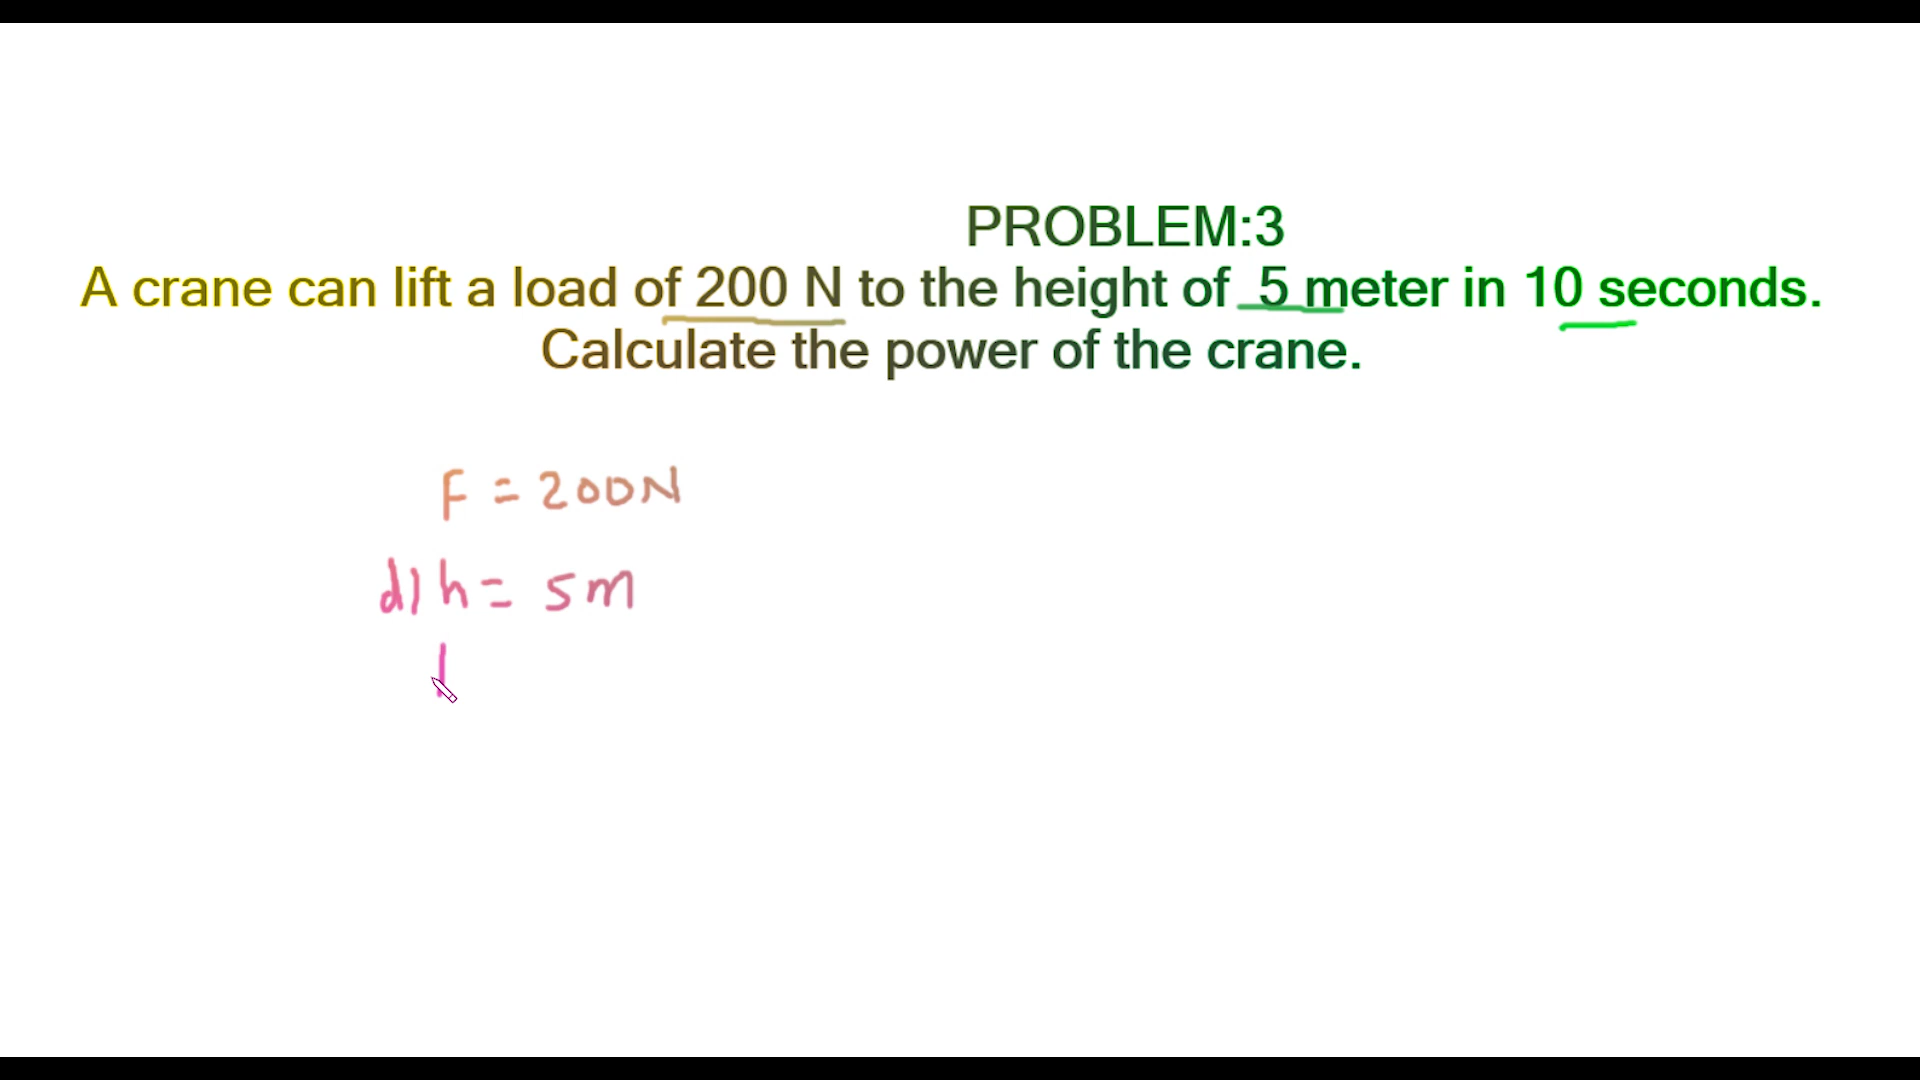 PROBLEM:3
A crane can lift a load of 200 N to the height of 5 meter in 10 seconds.
Calculate the power of the crane.
F = 200N
d/h = 5m